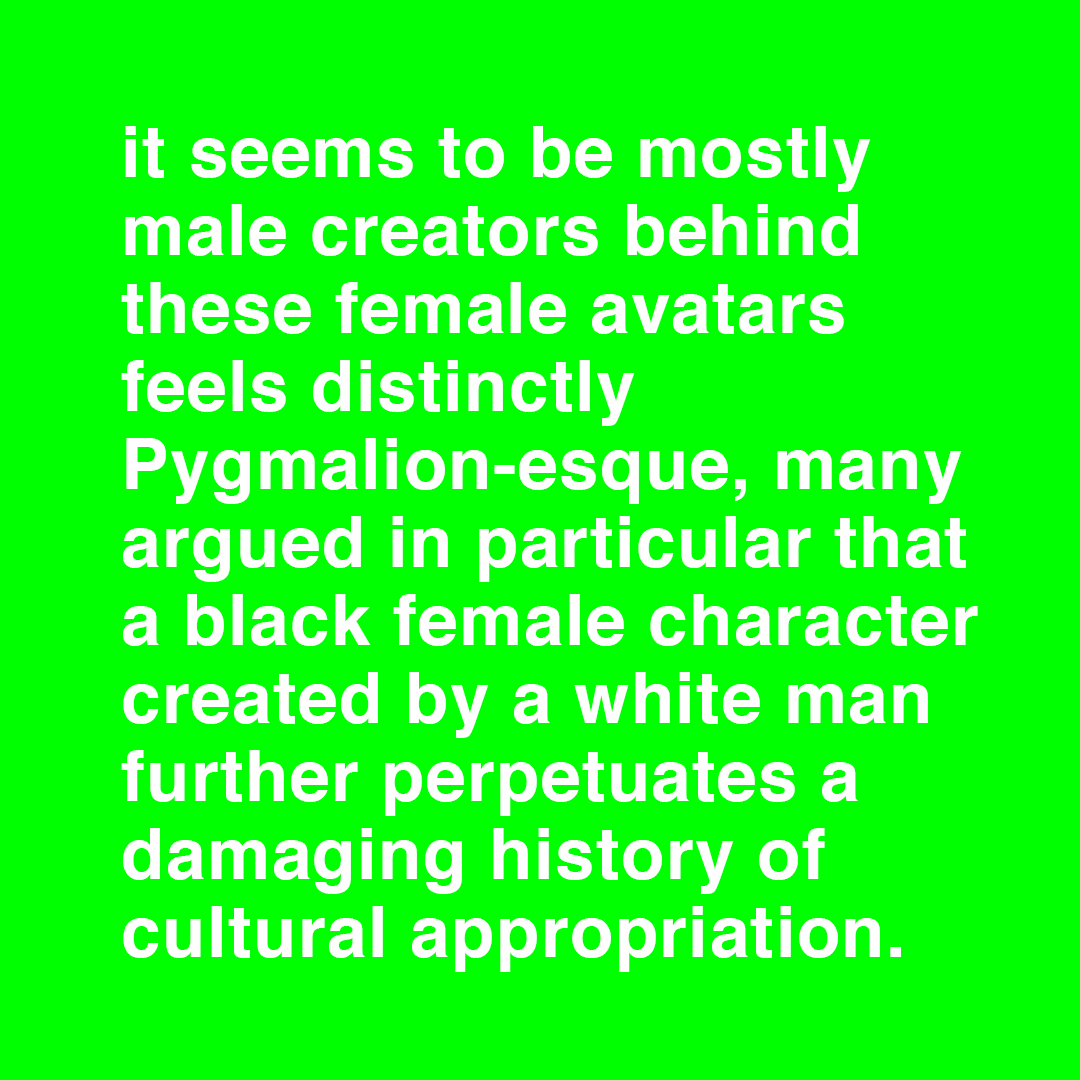 it seems to be mostly
male creators behind
these female avatars
feels distinctly
Pygmalion-esque, many
argued in particular that
a black female character
created by a white man
further perpetuates a
damaging history of
cultural appropriation.